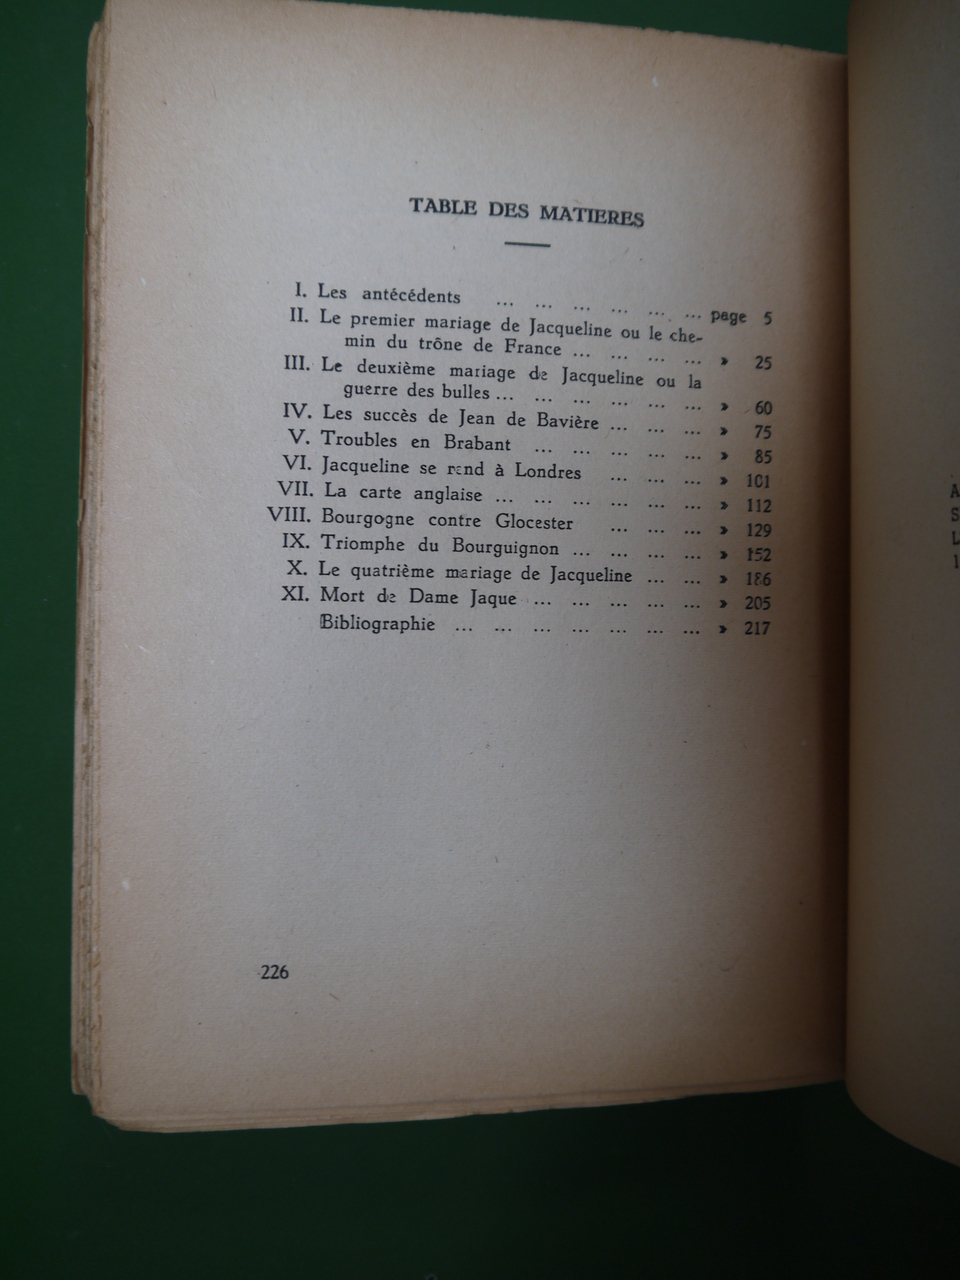 TABLE DES MATIERES
I. Les antécédents ... ... ... ... ... ... page 5
II. Le premier mariage de Jacqueline ou le che-
min du trône de France ... ... ... ... » 25
III. Le deuxième mariage de Jacqueline ou la
guerre des bulles ... ... ... ... ... ... » 60
IV. Les succès de Jean de Bavière ... ... ... » 75
V. Troubles en Brabant ... ... ... ... ... » 85
VI. Jacqueline se rend à Londres ... ... ... » 101
VII. La carte anglaise ... ... ... ... ... ... » 112
VIII. Bourgogne contre Glocester ... ... ... » 129
IX. Triomphe du Bourguignon ... ... ... ... » 152
X. Le quatrième mariage de Jacqueline ... ... » 186
XI. Mort de Dame Jaque ... ... ... ... ... » 205
Bibliographie ... ... ... ... ... ... ... » 217
226